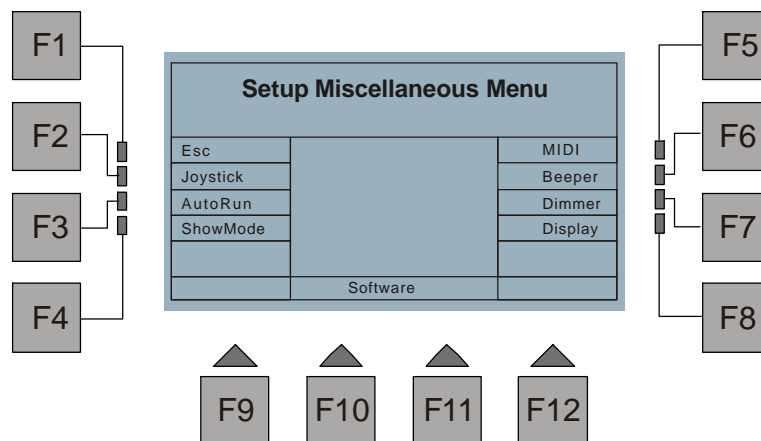 F1
F5
Setup Miscellaneous Menu
F2
F6
Esc
MIDI
Joystick
Beeper
AutoRun
Dimmer
F3
F7
ShowMode
Display
Software
F4
F8
F9
F10
F11
F12